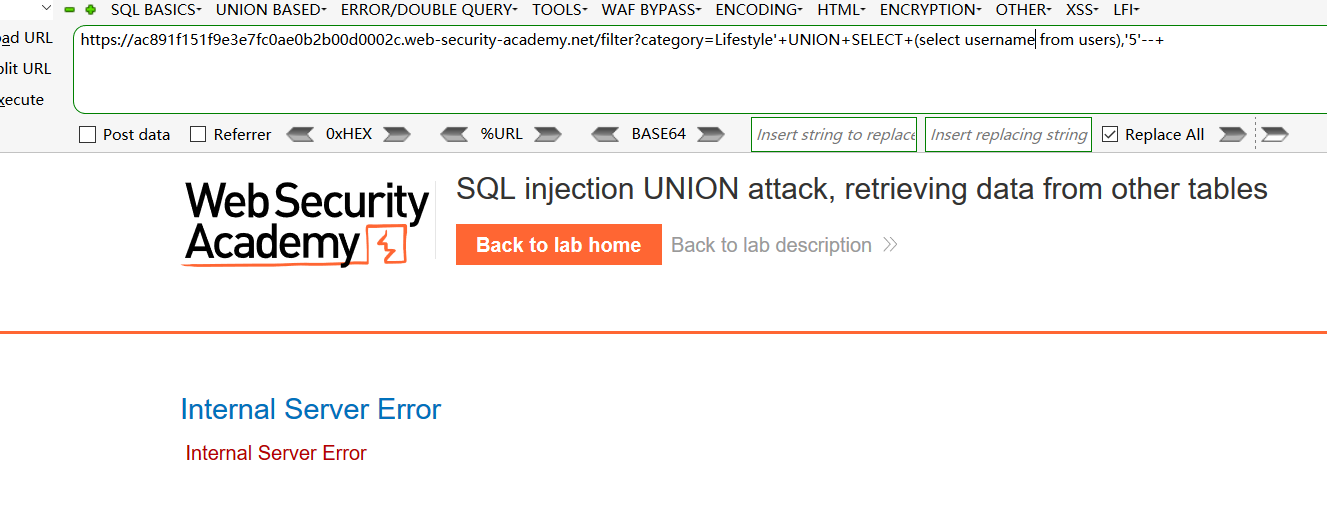 SQL BASICS UNION BASED ERROR/DOUBLE QUERY TOOLS WAF BYPASS ENCODING HTML ENCRYPTION OTHER XSS LFI
ad URL
https://ac891f151f9e3e7fc0ae0b2b00d0002c.web-security-academy.net/filter?category=Lifestyle'+UNION+SELECT+(select username from users),'5'--+
plit URL
xecute
Post data Referrer 0xHEX %URL BASE64 Insert string to replace Insert replacing string Replace All
Web Security
Academy
SQL injection UNION attack, retrieving data from other tables
Back to lab home Back to lab description
Internal Server Error
Internal Server Error